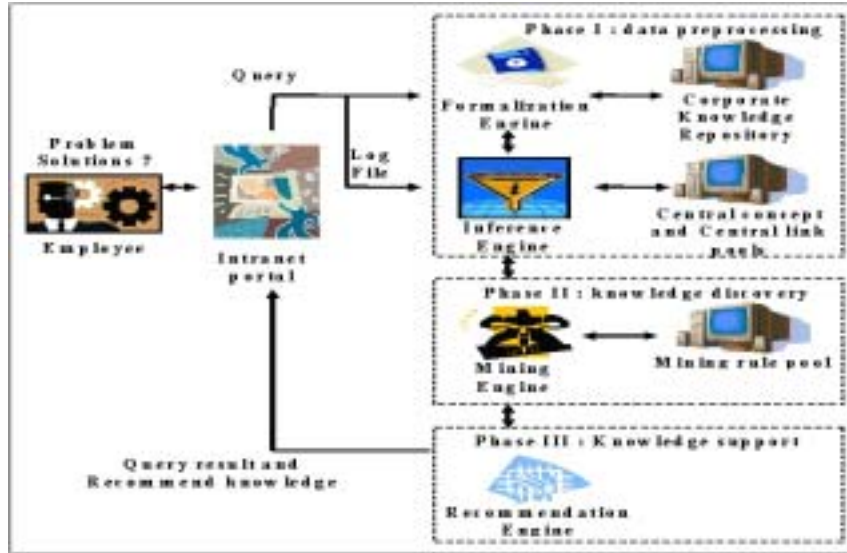 Phase I : data preprocessing
Query
Formalization
Engine
Corporate
Knowledge
Repository
Problem
Solutions ?
Log
File
Employee
Intranet
portal
Inference
Engine
Central concept
and Central link
pools
Phase II : knowledge discovery
Mining
Engine
Mining rule pool
Phase III : Knowledge support
Query result and
Recommend knowledge
Recommendation
Engine